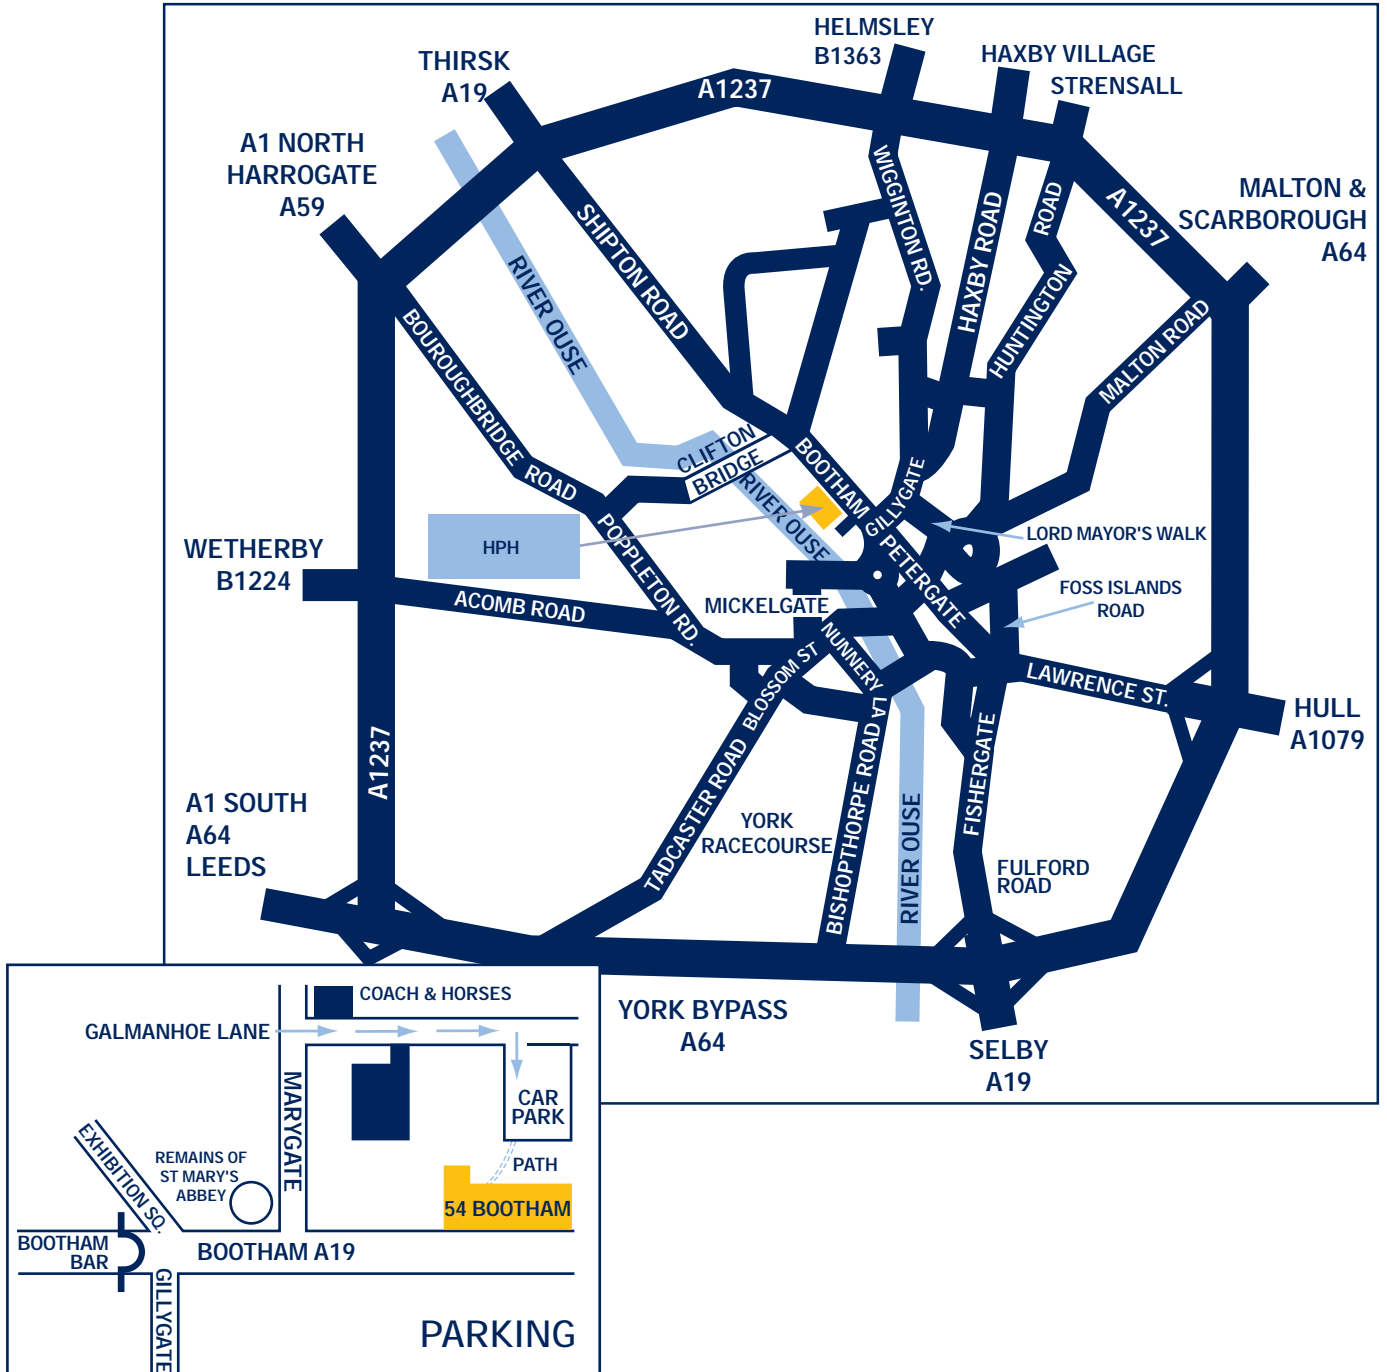 HELMSLEY
B1363
HAXBY VILLAGE
STRENSALL
THIRSK
A19
A1237
A1 NORTH
HARROGATE
A59
MALTON &
SCARBOROUGH
A64
A1237
WIGGINTON RD.
HAXBY ROAD
HUNTINGTON
ROAD
MALTON ROAD
SHIPTON ROAD
RIVER OUSE
BOUROUGHBRIDGE ROAD
CLIFTON
BRIDGE
BOOTHAM
GILLYGATE
RIVER OUSE
LORD MAYOR'S WALK
HPH
POPPLETON RD.
PETERGATE
WETHERBY
B1224
ACOMB ROAD
MICKELGATE
FOSS ISLANDS
ROAD
NUNNERY LA
BLOSSOM ST
LAWRENCE ST.
HULL
A1079
A1237
TADCASTER ROAD
BISHOPTHORPE ROAD
FISHERGATE
YORK
RACECOURSE
RIVER OUSE
FULFORD
ROAD
A1 SOUTH
A64
LEEDS
YORK BYPASS
A64
SELBY
A19
COACH & HORSES
GALMANHOE LANE
MARYGATE
CAR
PARK
PATH
EXHIBITION SQ.
REMAINS OF
ST MARY'S
ABBEY
54 BOOTHAM
BOOTHAM
BAR
BOOTHAM A19
GILLYGATE
PARKING